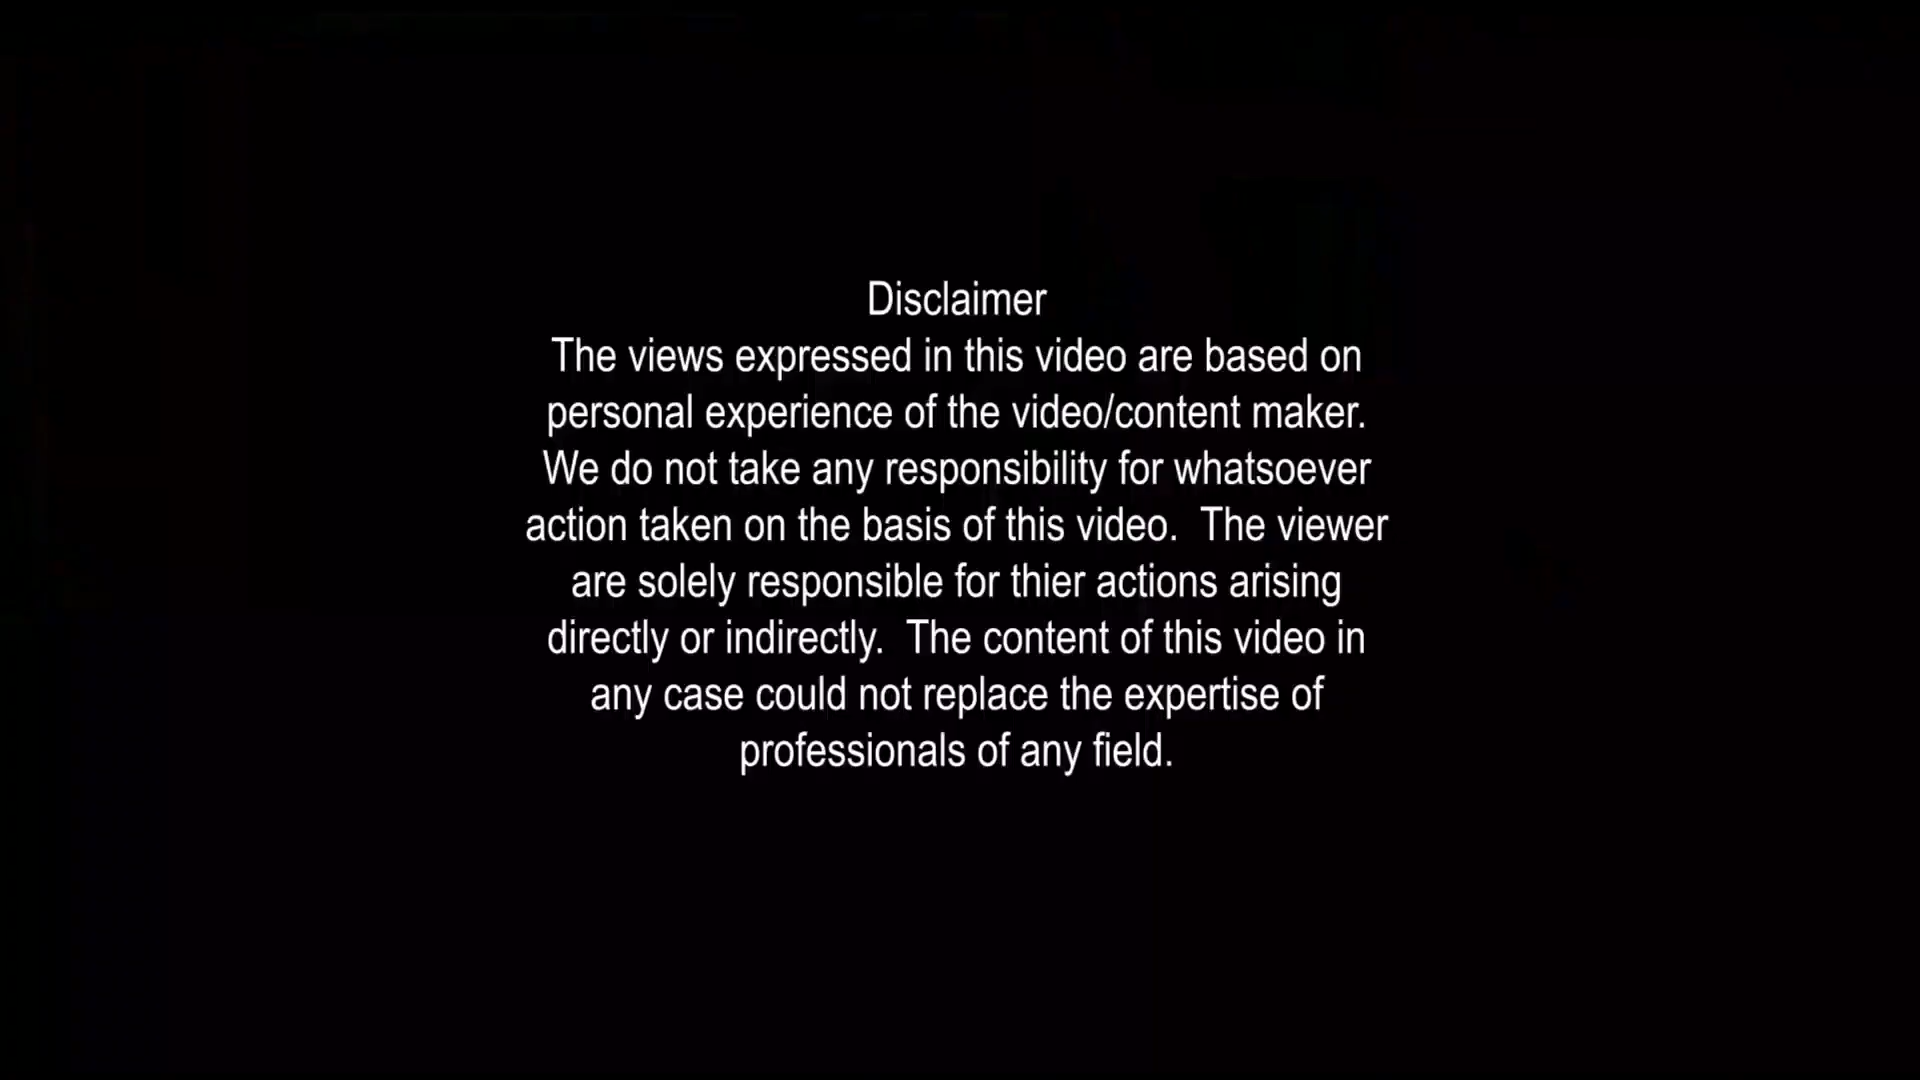 Disclaimer
The views expressed in this video are based on
personal experience of the video/content maker.
We do not take any responsibility for whatsoever
action taken on the basis of this video.  The viewer
are solely responsible for thier actions arising
directly or indirectly.  The content of this video in
any case could not replace the expertise of
professionals of any field.